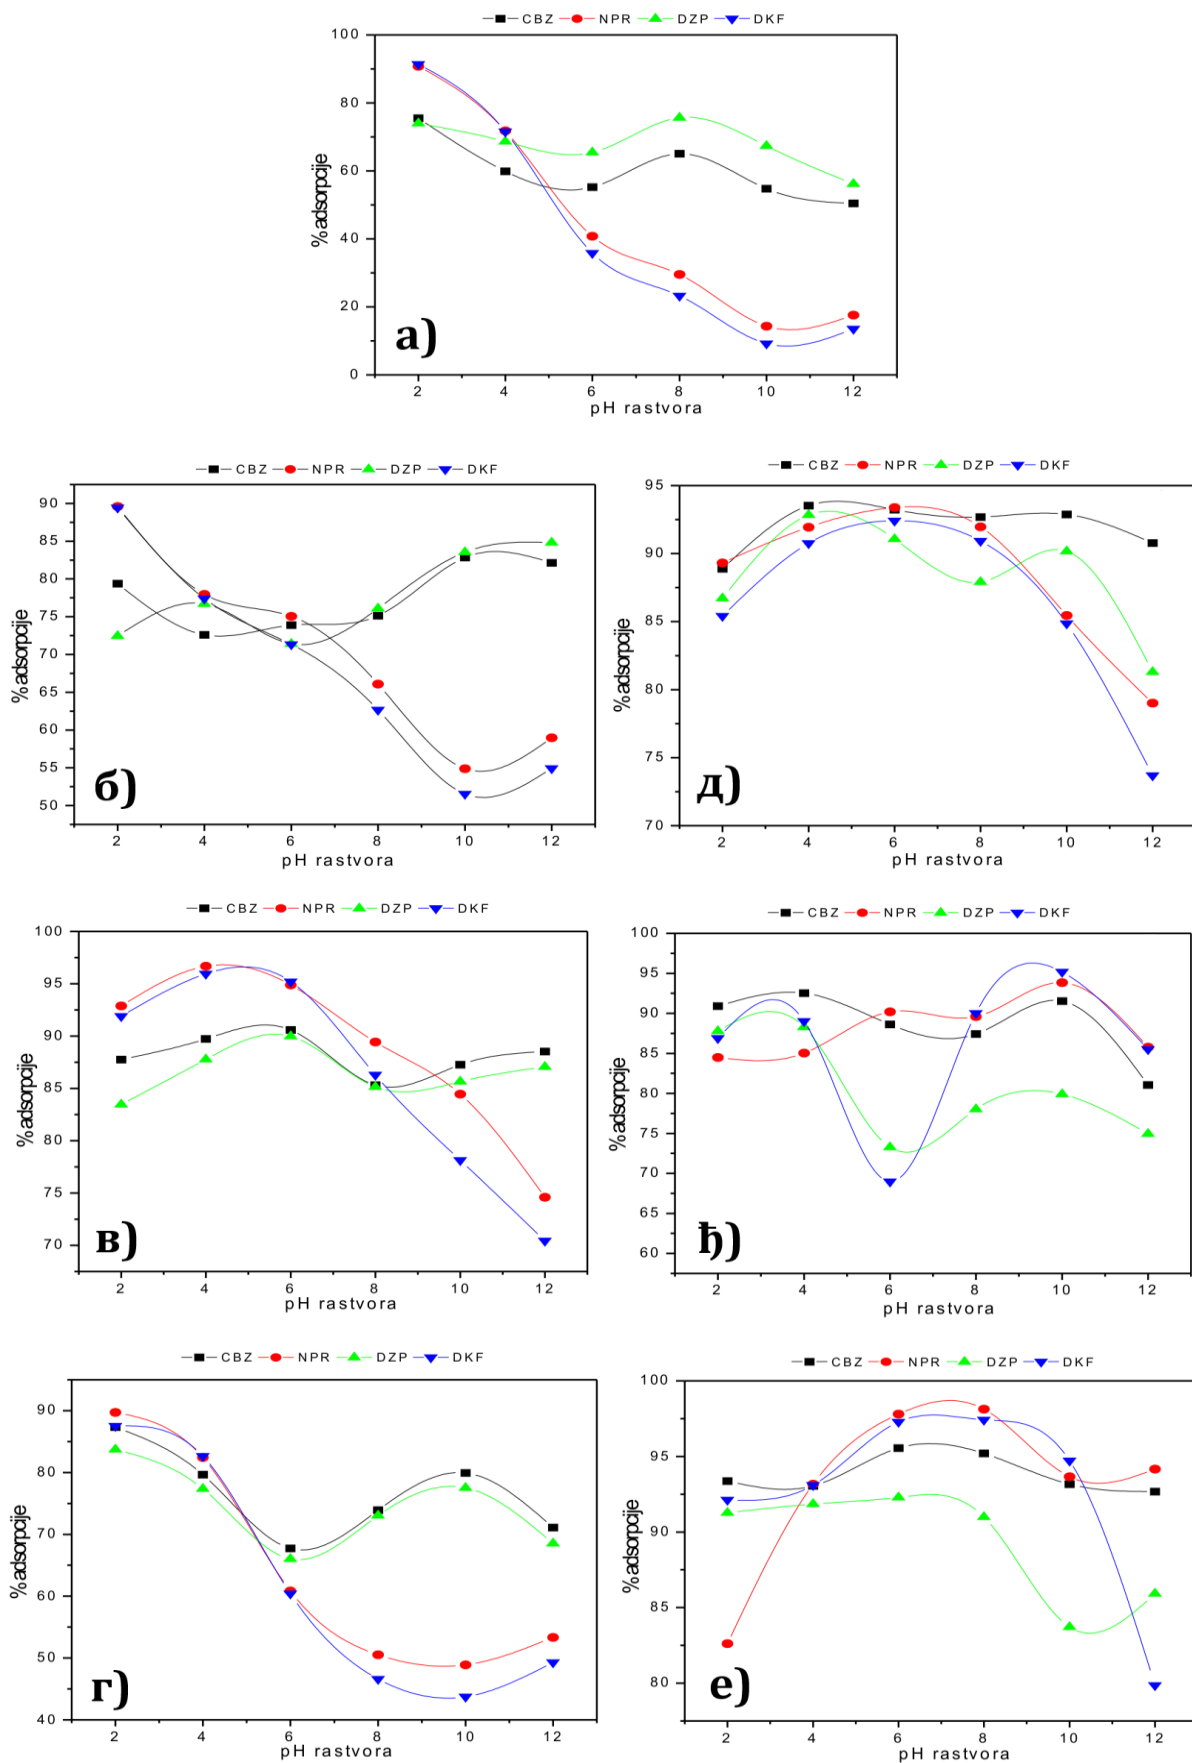 CBZ NPR DZP DKF
100
80
60
40
20
0
%adsorpcije
а)
2 4 6 8 10 12
pH rastvora
CBZ NPR DZP DKF
90
85
80
75
70
65
60
55
50
%adsorpcije
б)
2 4 6 8 10 12
pH rastvora
CBZ NPR DZP DKF
95
90
85
80
75
70
%adsorpcije
д)
2 4 6 8 10 12
pH rastvora
CBZ NPR DZP DKF
100
95
90
85
80
75
70
%adsorpcije
в)
2 4 6 8 10 12
pH rastvora
CBZ NPR DZP DKF
100
95
90
85
80
75
70
65
60
%adsorpcije
ђ)
2 4 6 8 10 12
pH rastvora
CBZ NPR DZP DKF
90
80
70
60
50
40
%adsorpcije
г)
2 4 6 8 10 12
pH rastvora
CBZ NPR DZP DKF
100
95
90
85
80
%adsorpcije
е)
2 4 6 8 10 12
pH rastvora